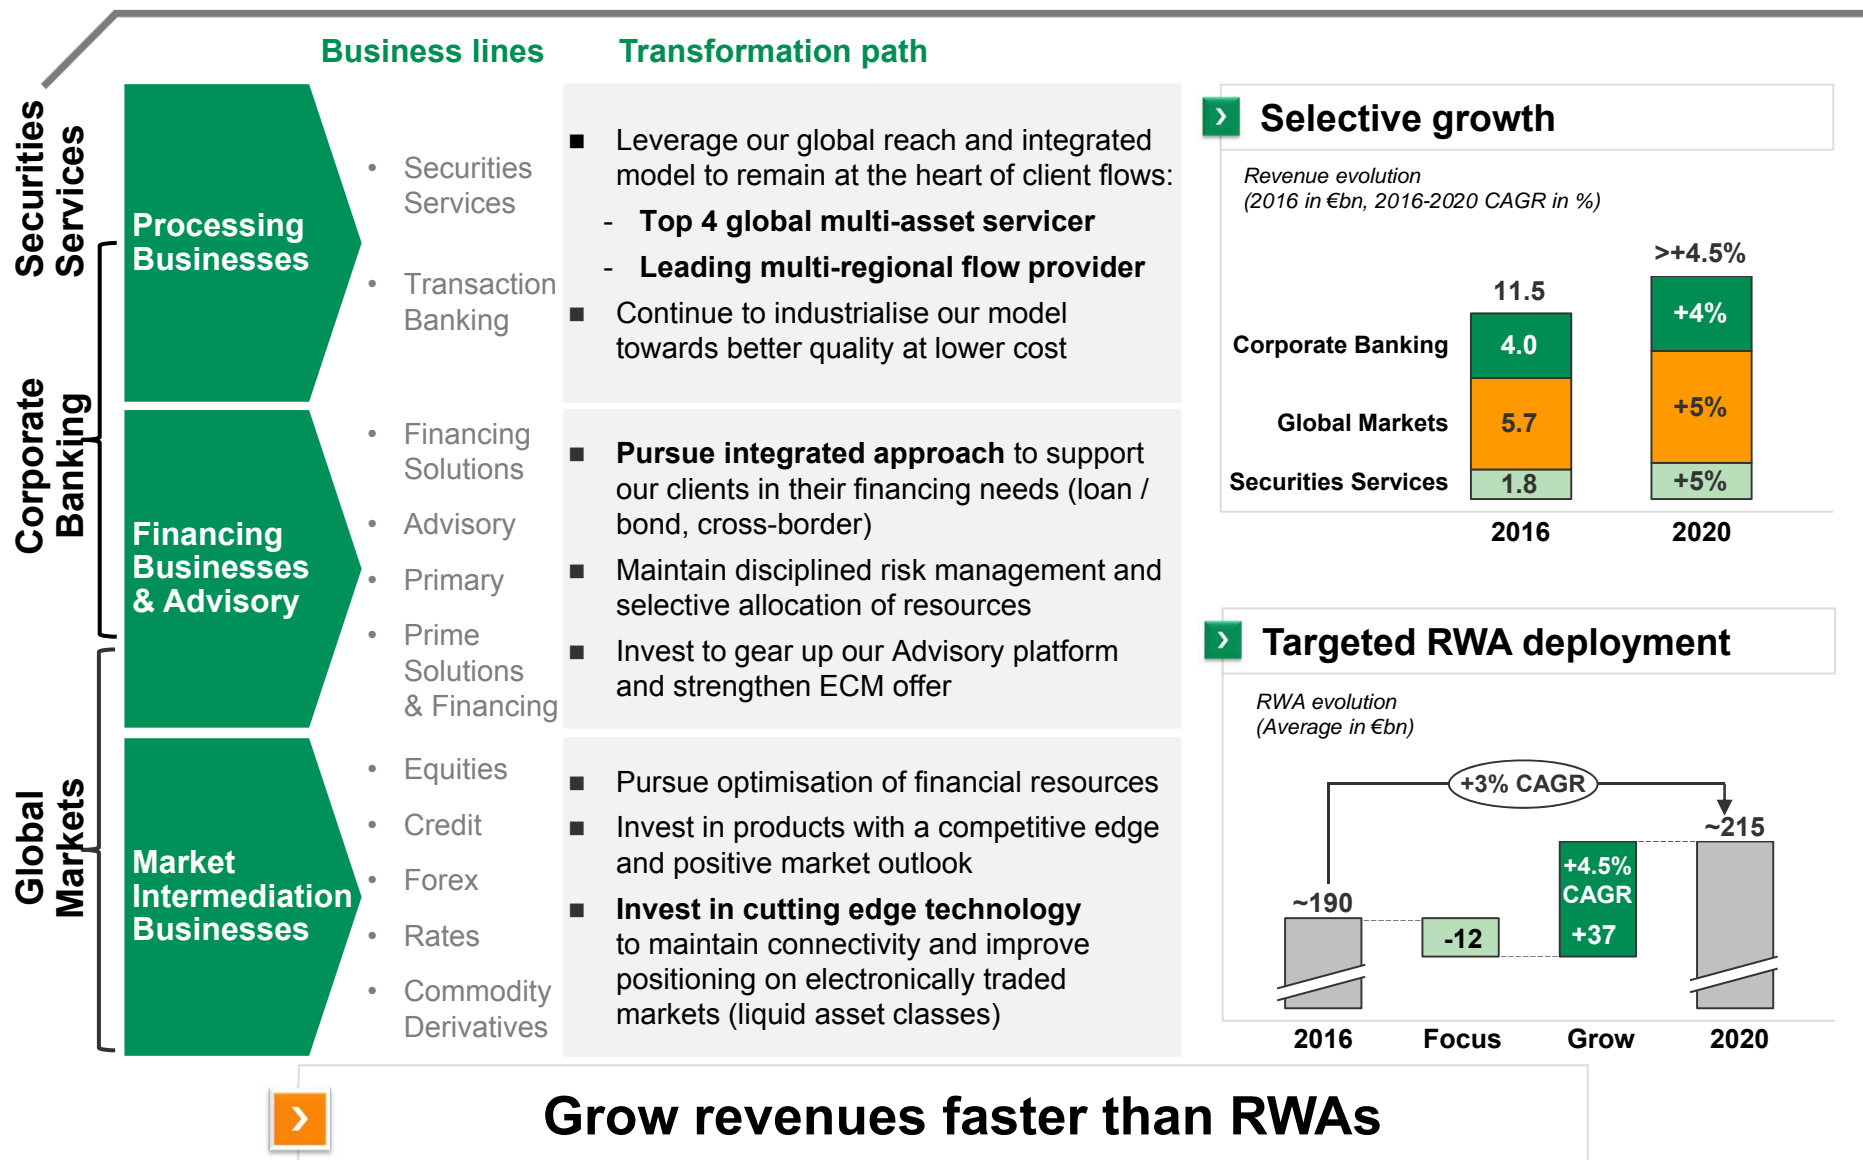 Business lines
Transformation path
Securities
Services
Corporate
Banking
Global
Markets
Processing
Businesses
• Securities
Services
• Transaction
Banking
■ Leverage our global reach and integrated
model to remain at the heart of client flows:
- Top 4 global multi-asset servicer
- Leading multi-regional flow provider
■ Continue to industrialise our model
towards better quality at lower cost
Financing
Businesses
& Advisory
• Financing
Solutions
• Advisory
• Primary
• Prime
Solutions
& Financing
■ Pursue integrated approach to support
our clients in their financing needs (loan /
bond, cross-border)
■ Maintain disciplined risk management and
selective allocation of resources
■ Invest to gear up our Advisory platform
and strengthen ECM offer
Market
Intermediation
Businesses
• Equities
• Credit
• Forex
• Rates
• Commodity
Derivatives
■ Pursue optimisation of financial resources
■ Invest in products with a competitive edge
and positive market outlook
■ Invest in cutting edge technology
to maintain connectivity and improve
positioning on electronically traded
markets (liquid asset classes)
Selective growth
Revenue evolution
(2016 in €bn, 2016-2020 CAGR in %)
>+4.5%
11.5
Corporate Banking 4.0 +4%
Global Markets 5.7 +5%
Securities Services 1.8 +5%
2016 2020
Targeted RWA deployment
RWA evolution
(Average in €bn)
+3% CAGR
~190
-12
+4.5%
CAGR
+37
~215
2016 Focus Grow 2020
Grow revenues faster than RWAs